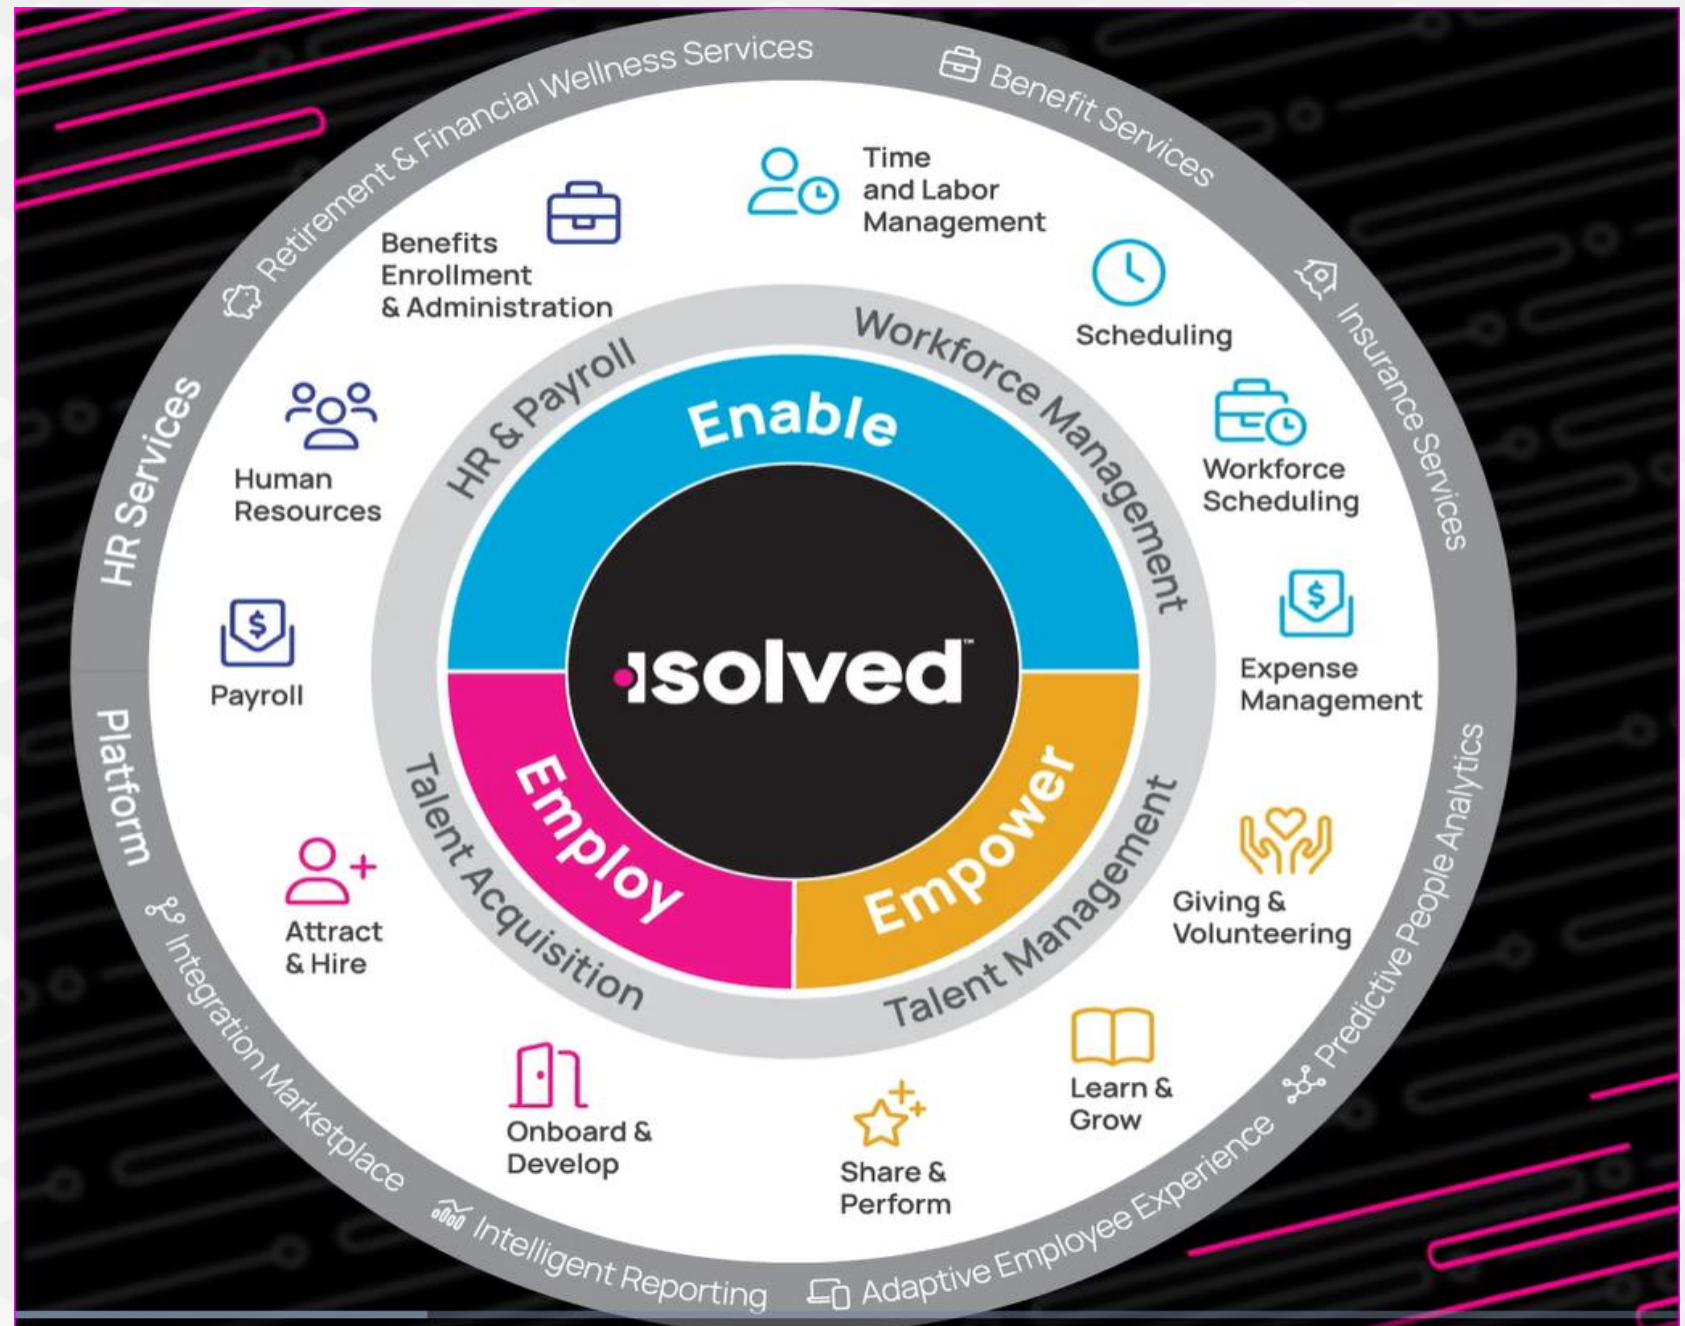 Retirement & Financial Wellness Services
Benefit Services
Insurance Services
HR Services
Platform
Integration Marketplace
Intelligent Reporting
Adaptive Employee Experience
Predictive People Analytics
Time
and Labor
Management
Scheduling
Workforce
Scheduling
Expense
Management
Giving &
Volunteering
Learn &
Grow
Share &
Perform
Onboard &
Develop
Attract
& Hire
$
Payroll
Human
Resources
Benefits
Enrollment
& Administration
$
HR & Payroll
Workforce Management
Talent Management
Talent Acquisition
Enable
Empower
Employ
isolved™